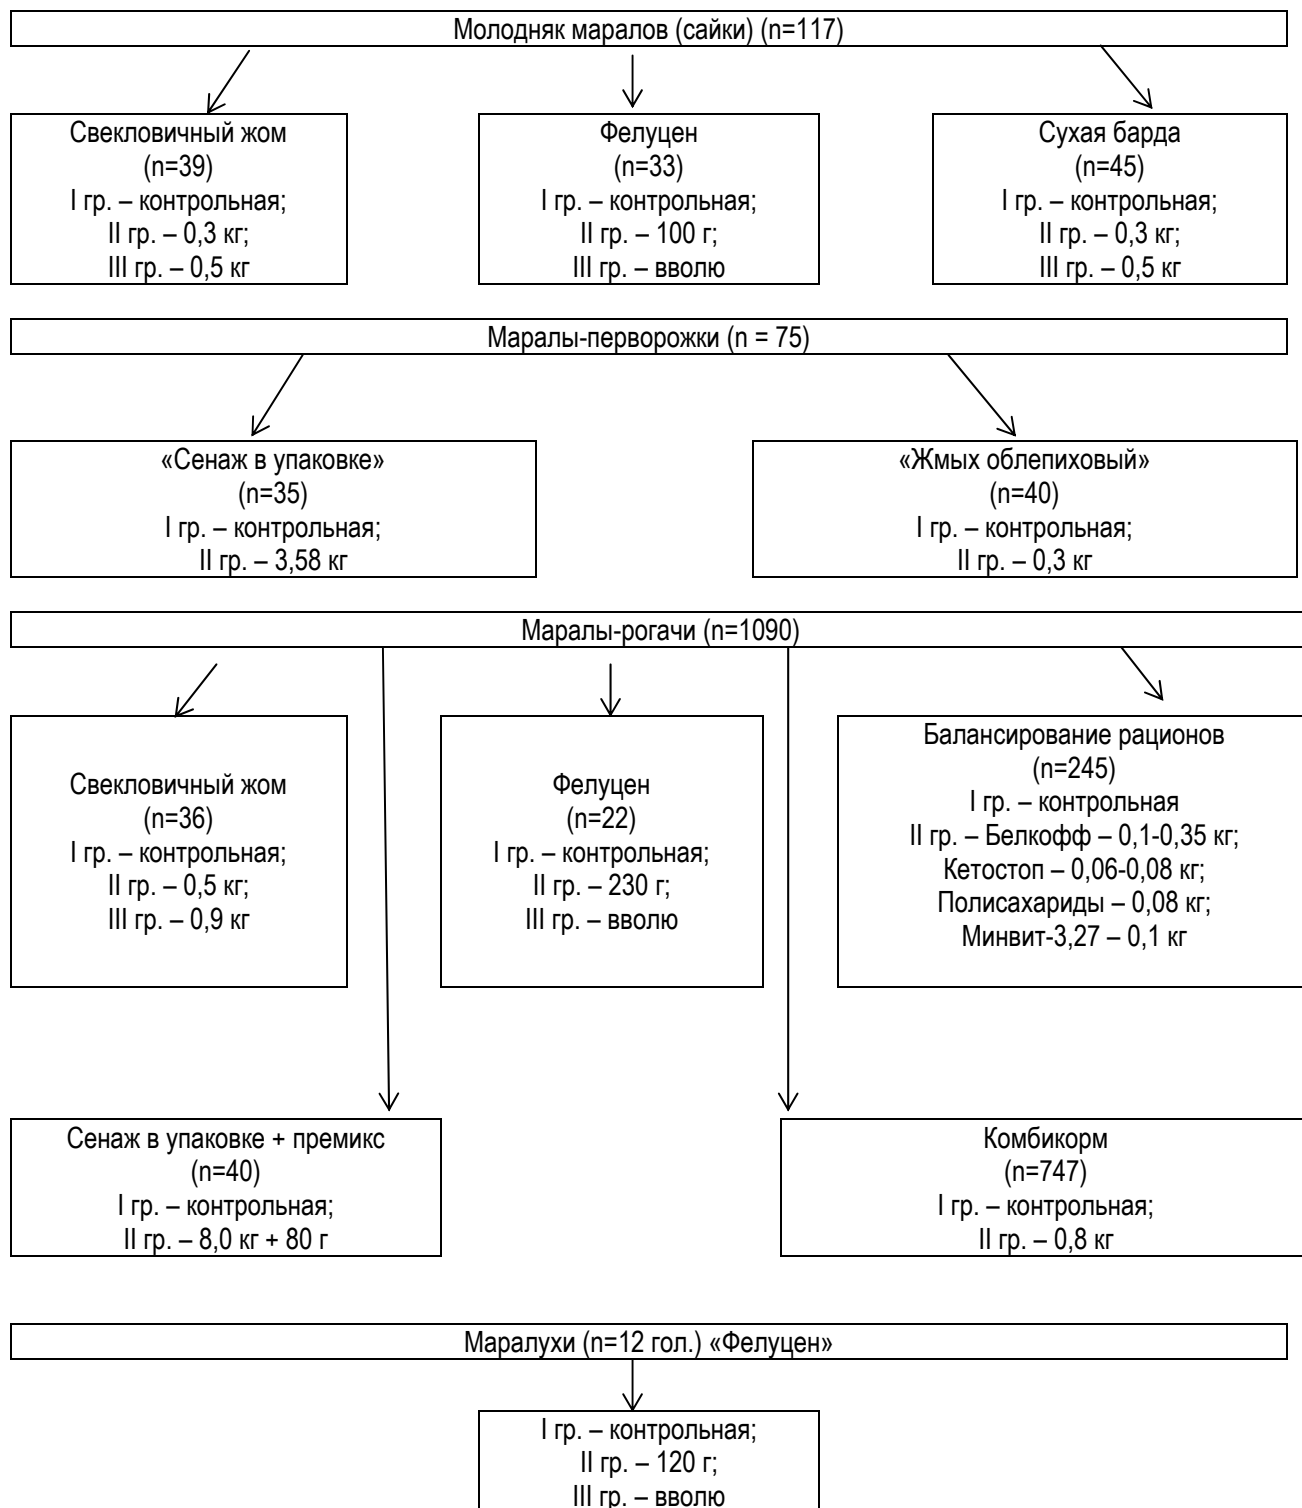 Молодняк маралов (сайки) (n=117)
Свекловичный жом
(n=39)
I гр. – контрольная;
II гр. – 0,3 кг;
III гр. – 0,5 кг
Фелуцен
(n=33)
I гр. – контрольная;
II гр. – 100 г;
III гр. – вволю
Сухая барда
(n=45)
I гр. – контрольная;
II гр. – 0,3 кг;
III гр. – 0,5 кг
Маралы-перворожки (n = 75)
«Сенаж в упаковке»
(n=35)
I гр. – контрольная;
II гр. – 3,58 кг
«Жмых облепиховый»
(n=40)
I гр. – контрольная;
II гр. – 0,3 кг
Маралы-рогачи (n=1090)
Свекловичный жом
(n=36)
I гр. – контрольная;
II гр. – 0,5 кг;
III гр. – 0,9 кг
Фелуцен
(n=22)
I гр. – контрольная;
II гр. – 230 г;
III гр. – вволю
Балансирование рационов
(n=245)
I гр. – контрольная
II гр. – Белкофф – 0,1-0,35 кг;
Кетостоп – 0,06-0,08 кг;
Полисахариды – 0,08 кг;
Минвит-3,27 – 0,1 кг
Сенаж в упаковке + премикс
(n=40)
I гр. – контрольная;
II гр. – 8,0 кг + 80 г
Комбикорм
(n=747)
I гр. – контрольная;
II гр. – 0,8 кг
Маралухи (n=12 гол.) «Фелуцен»
I гр. – контрольная;
II гр. – 120 г;
III гр. – вволю